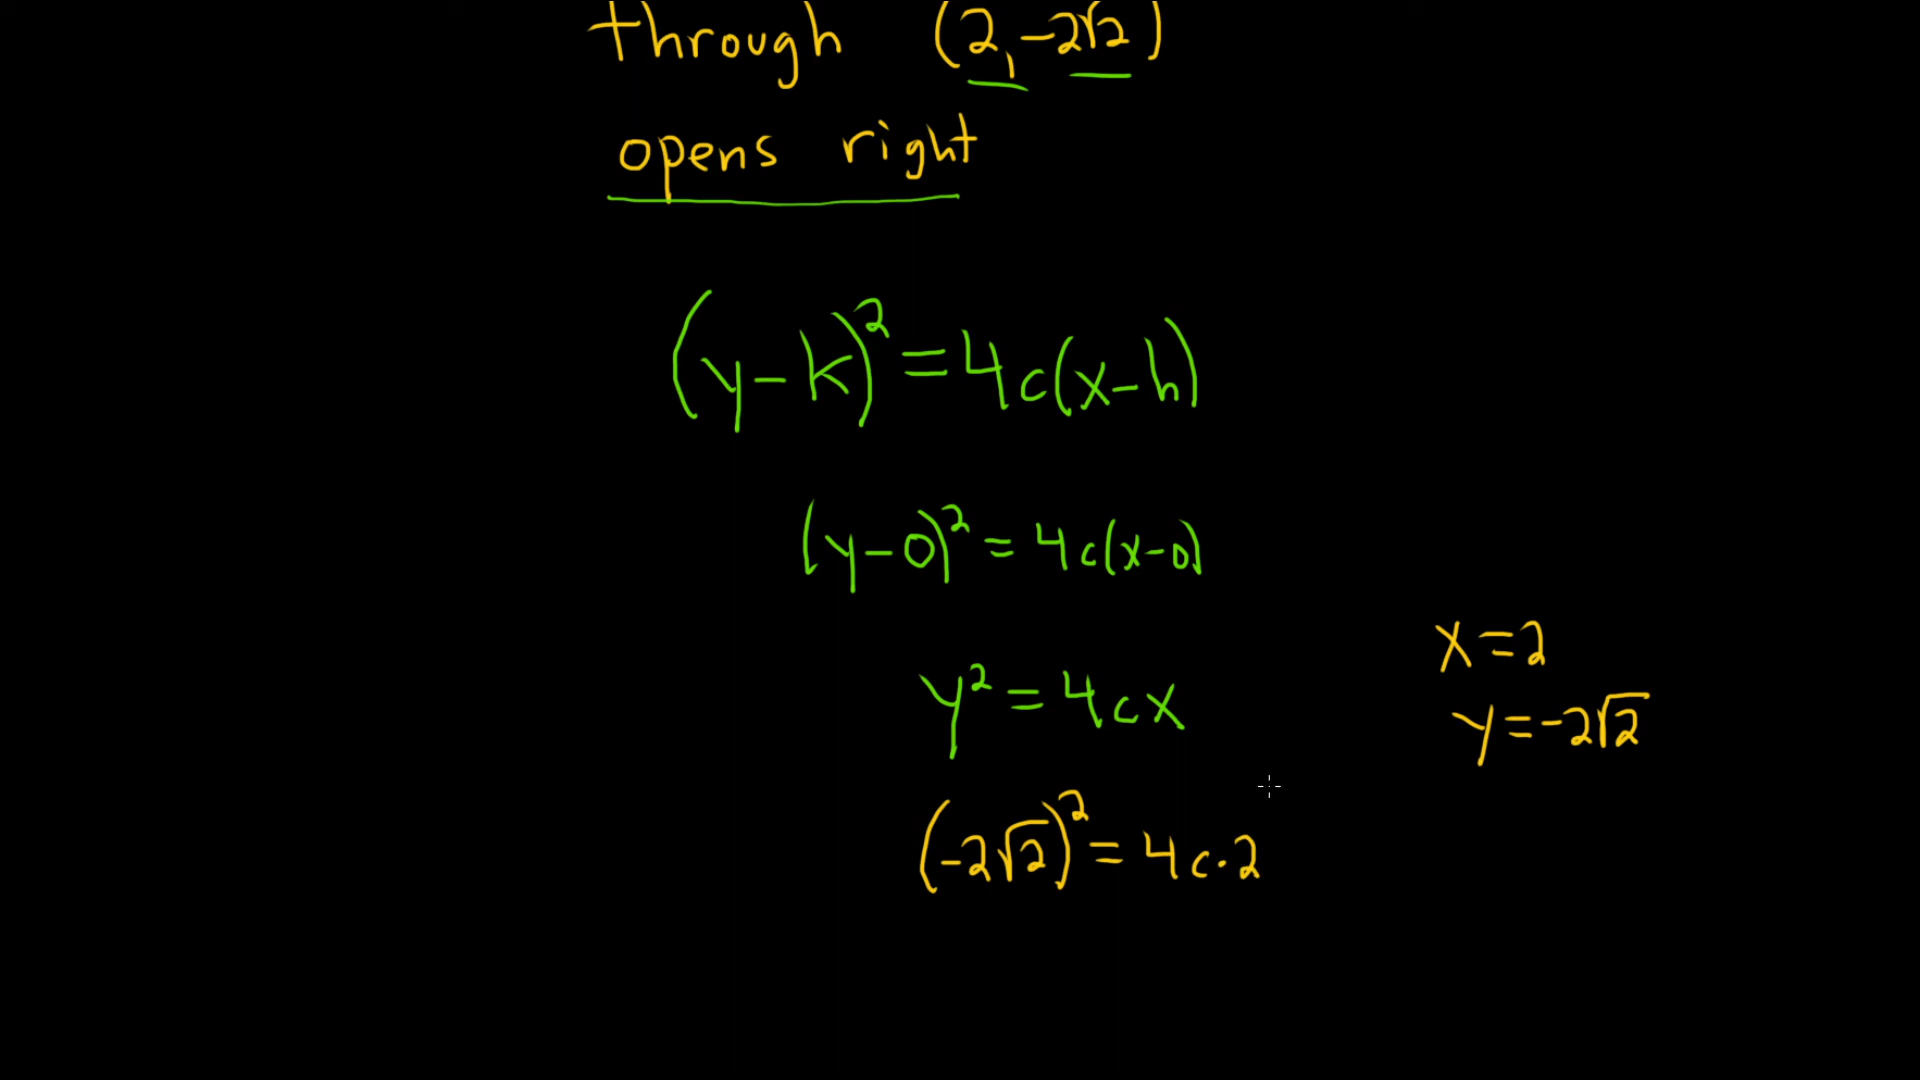 through (2, -2√2)
opens right
(y - k)² = 4c(x - h)
(y - 0)² = 4c(x - 0)
x = 2
y² = 4cx
y = -2√2
(-2√2)² = 4c · 2